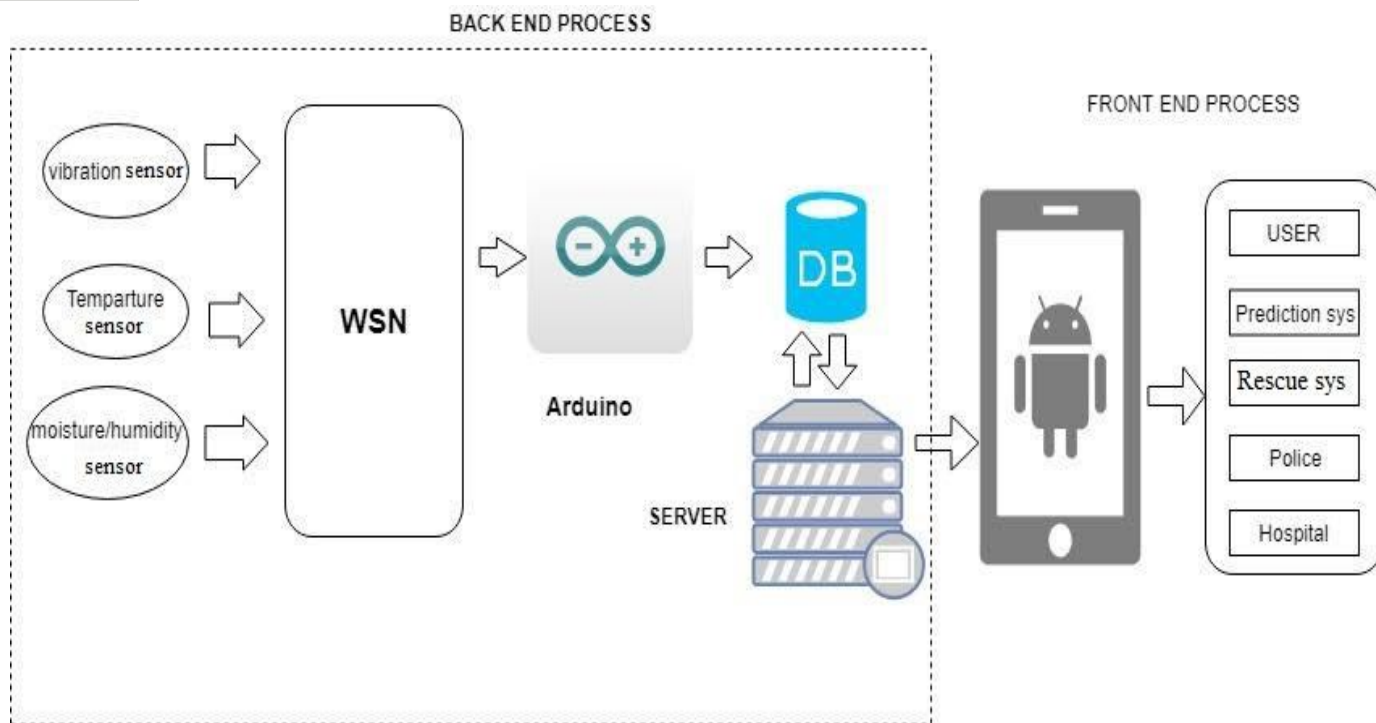 BACK END PROCESS
FRONT END PROCESS
vibration sensor
Temparture
sensor
moisture/humidity
sensor
WSN
Arduino
DB
SERVER
USER
Prediction sys
Rescue sys
Police
Hospital